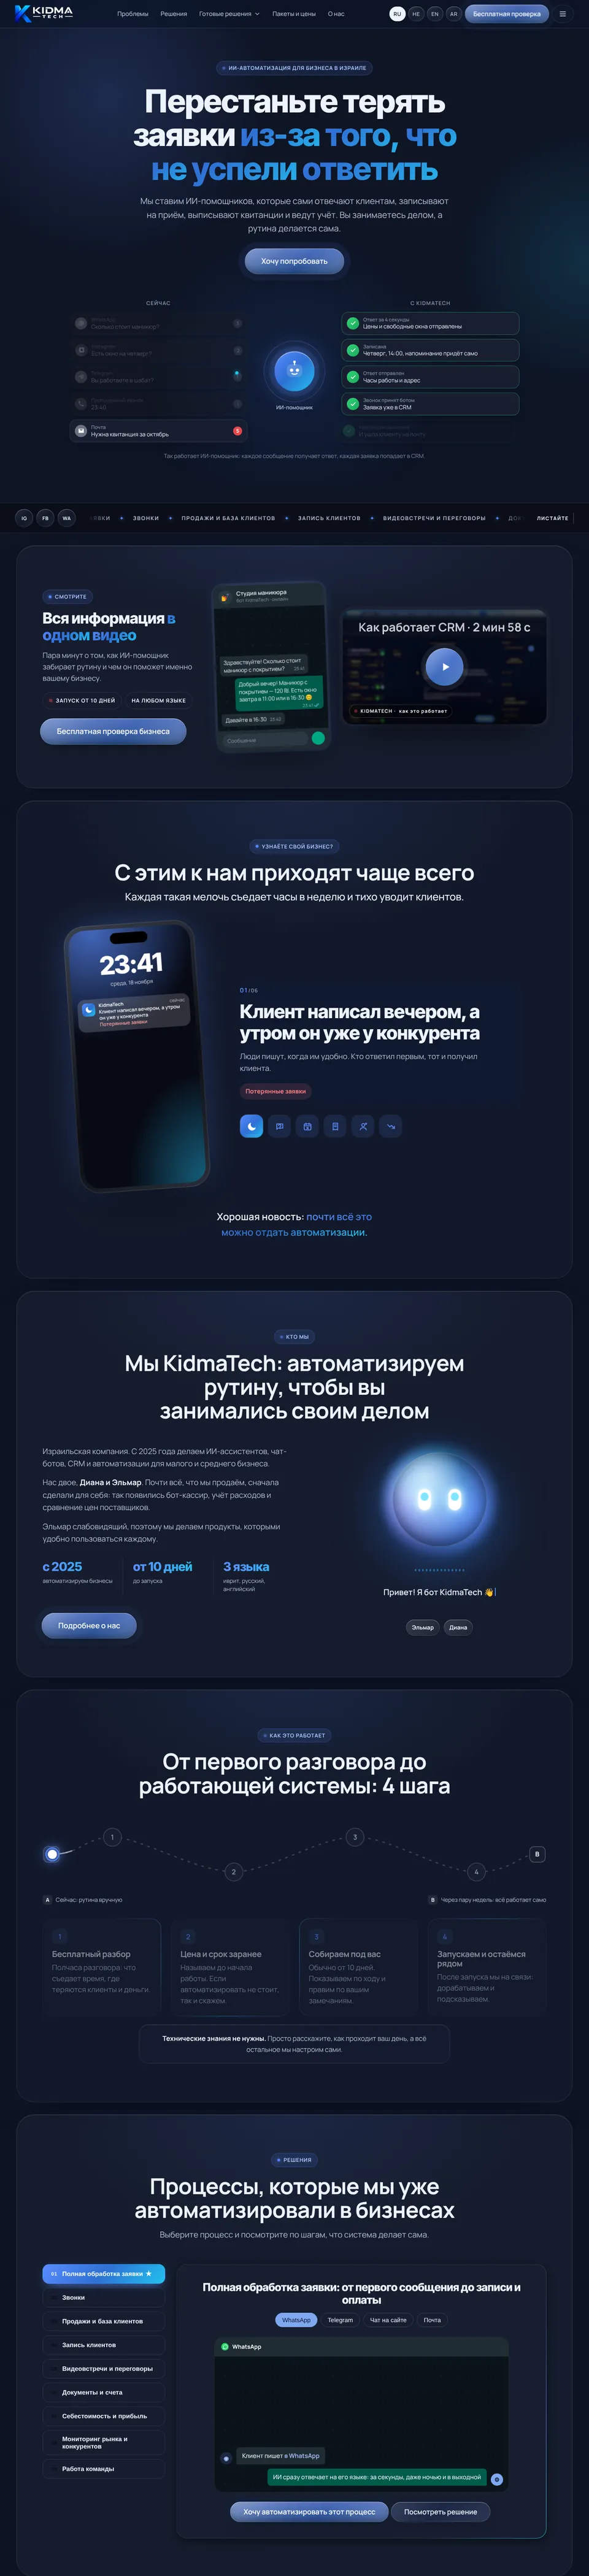 KIDMA
TECH
Проблемы
Решения
Готовые решения
Пакеты и цены
О нас
RU
HE
EN
AR
Бесплатная проверка
ИИ-АВТОМАТИЗАЦИЯ ДЛЯ БИЗНЕСА В ИЗРАИЛЕ
Перестаньте терять
заявки из-за того, что
не успели ответить
Мы ставим ИИ-помощников, которые сами отвечают клиентам, записывают
на приём, выписывают квитанции и ведут учёт. Вы занимаетесь делом, а
рутина делается сама.
Хочу попробовать
СЕЙЧАС
С KIDMATECH
Сколько стоит маникюр?
Есть окно на четверг?
Вы работаете в шабат?
23:40
Почта
Нужна квитанция за октябрь
ИИ-помощник
Ответ за 4 секунды
Цены и свободные окна отправлены
Записана
Четверг, 14:00, напоминание придёт само
Ответ отправлен
Часы работы и адрес
Звонок принят ботом
Заявка уже в CRM
Так работает ИИ-помощник: каждое сообщение получает ответ, каждая заявка попадает в CRM
IG
FB
WA
ЗВОНКИ
ПРОДАЖИ И БАЗА КЛИЕНТОВ
ЗАПИСЬ КЛИЕНТОВ
ВИДЕОВСТРЕЧИ И ПЕРЕГОВОРЫ
ЛИСТАЙТЕ
СМОТРИТЕ
Вся информация в
одном видео
Пара минут о том, как ИИ-помощник
забирает рутину и чем он поможет именно
вашему бизнесу.
ЗАПУСК ОТ 10 ДНЕЙ
НА ЛЮБОМ ЯЗЫКЕ
Бесплатная проверка бизнеса
Студия маникюра
бот KidmaTech · онлайн
Здравствуйте! Сколько стоит
маникюр с покрытием? 23:41
Добрый вечер! Маникюр с
покрытием — 120 ₪. Есть окно
завтра в 11:00 или в 16:30 😊
23:41
Давайте в 16:30 23:42
Сообщение
Как работает CRM · 2 мин 58 с
KIDMATECH · как это работает
УЗНАЁТЕ СВОЙ БИЗНЕС?
С этим к нам приходят чаще всего
Каждая такая мелочь съедает часы в неделю и тихо уводит клиентов.
23:41
среда, 18 ноября
KidmaTech
сейчас
Клиент написал вечером, а утром
он уже у конкурента
Потерянные заявки
01/06
Клиент написал вечером, а
утром он уже у конкурента
Люди пишут, когда им удобно. Кто ответил первым, тот и получил
клиента.
Потерянные заявки
Хорошая новость: почти всё это
можно отдать автоматизации.
КТО МЫ
Мы KidmaTech: автоматизируем
рутину, чтобы вы
занимались своим делом
Израильская компания. С 2025 года делаем ИИ-ассистентов, чат-
ботов, CRM и автоматизации для малого и среднего бизнеса.
Нас двое, Диана и Эльмар. Почти всё, что мы продаём, сначала
сделали для себя: так появились бот-кассир, учёт расходов и
сравнение цен поставщиков.
Эльмар слабовидящий, поэтому мы делаем продукты, которыми
удобно пользоваться каждому.
с 2025
автоматизируем бизнесы
от 10 дней
до запуска
3 языка
иврит, русский,
английский
Подробнее о нас
Привет! Я бот KidmaTech 👋
Эльмар
Диана
КАК ЭТО РАБОТАЕТ
От первого разговора до
работающей системы: 4 шага
1
2
3
4
B
A Сейчас: рутина вручную
B Через пару недель: всё работает само
1
Бесплатный разбор
Полчаса разговора: что
съедает время, где
теряются клиенты и деньги.
2
Цена и срок заранее
Называем до начала
работы. Если
автоматизировать не стоит,
так и скажем.
3
Собираем под вас
Обычно от 10 дней.
Показываем по ходу и
правим по вашим
замечаниям.
4
Запускаем и остаёмся
рядом
После запуска мы на связи:
дорабатываем и
подсказываем.
Технические знания не нужны. Просто расскажите, как проходит ваш день, а всё
остальное мы настроим сами.
РЕШЕНИЯ
Процессы, которые мы уже
автоматизировали в бизнесах
Выберите процесс и посмотрите по шагам, что система делает сама.
01 Полная обработка заявки ★
Звонки
Продажи и база клиентов
Запись клиентов
Видеовстречи и переговоры
Документы и счета
Себестоимость и прибыль
Мониторинг рынка и
конкурентов
Работа команды
Полная обработка заявки: от первого сообщения до записи и
оплаты
WhatsApp
Telegram
Чат на сайте
Почта
WhatsApp
Клиент пишет в WhatsApp
ИИ сразу отвечает на его языке: за секунды, даже ночью и в выходной
Хочу автоматизировать этот процесс
Посмотреть решение